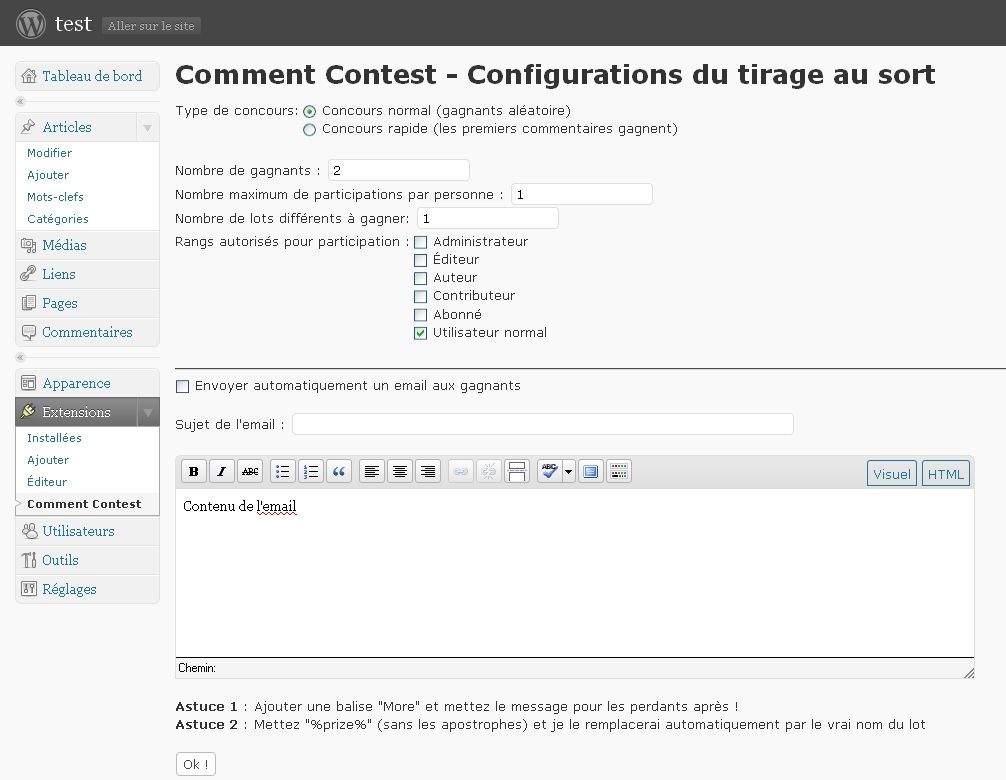 test Aller sur le site
Tableau de bord
Articles
Modifier
Ajouter
Mots-clefs
Catégories
Médias
Liens
Pages
Commentaires
Apparence
Extensions
Installées
Ajouter
Éditeur
Comment Contest
Utilisateurs
Outils
Réglages
Comment Contest - Configurations du tirage au sort
Type de concours: Concours normal (gagnants aléatoire)
Concours rapide (les premiers commentaires gagnent)
Nombre de gagnants : 2
Nombre maximum de participations par personne : 1
Nombre de lots différents à gagner: 1
Rangs autorisés pour participation : Administrateur
Éditeur
Auteur
Contributeur
Abonné
Utilisateur normal
Envoyer automatiquement un email aux gagnants
Sujet de l'email :
B I ABC ABC Visuel HTML
Contenu de l'email
Chemin:
Astuce 1 : Ajouter une balise "More" et mettez le message pour les perdants après !
Astuce 2 : Mettez "%prize%" (sans les apostrophes) et je le remplacerai automatiquement par le vrai nom du lot
Ok !